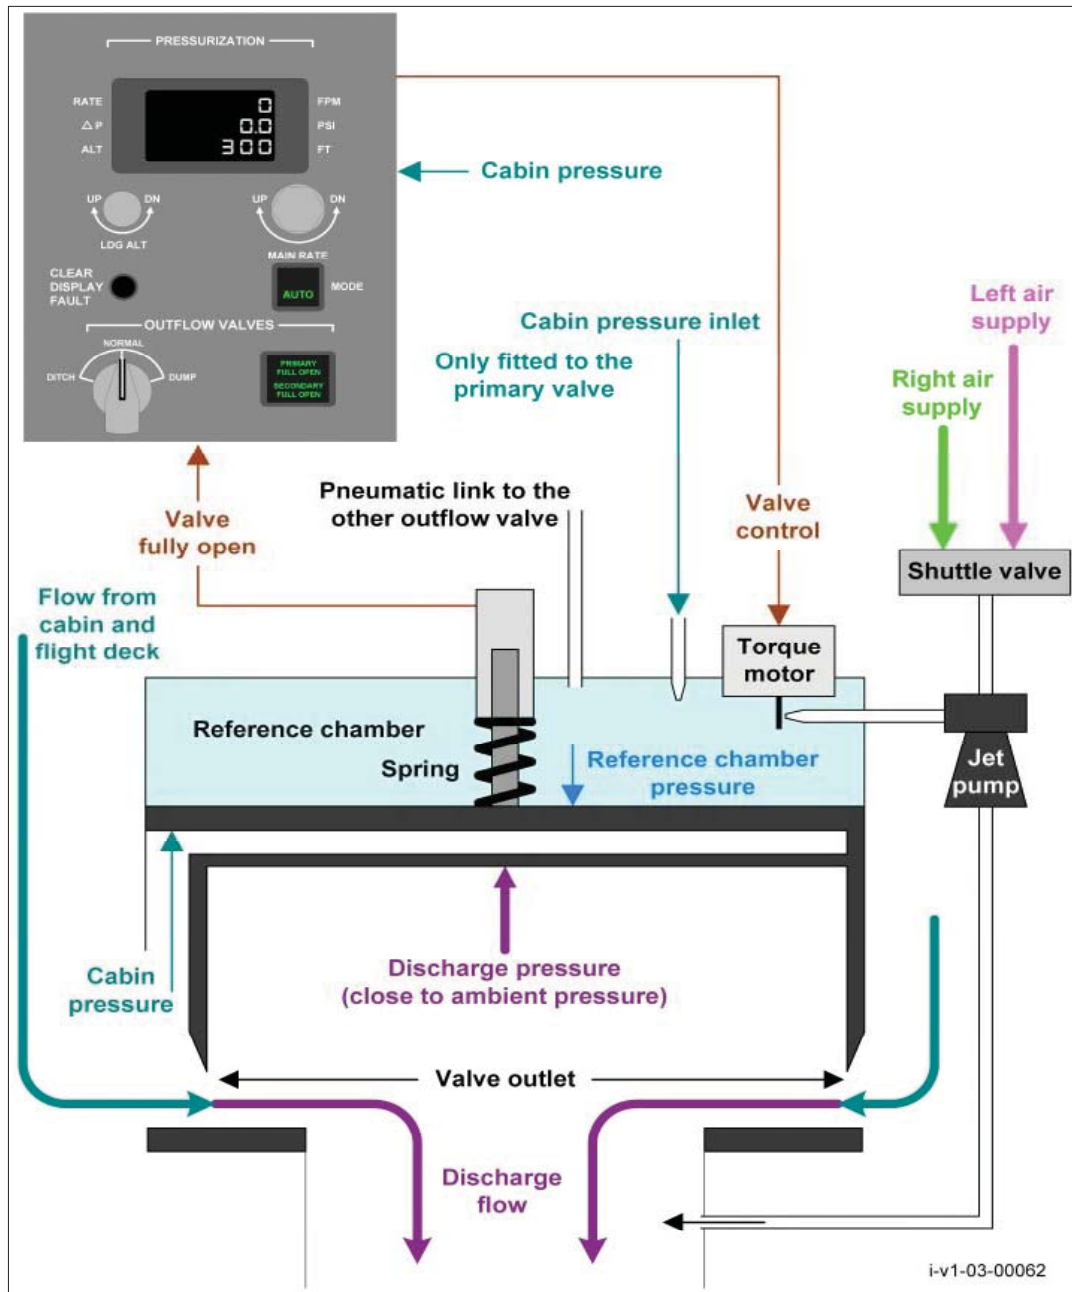 PRESSURIZATION
RATE 0 FPM
△ P 0.0 PSI
ALT 300 FT
UP DN UP DN
LDG ALT
MAIN RATE
CLEAR
DISPLAY
FAULT
AUTO MODE
OUTFLOW VALVES
NORMAL
DITCH DUMP
PRIMARY
FULL OPEN
SECONDARY
FULL OPEN
Cabin pressure
Cabin pressure inlet
Only fitted to the
primary valve
Left air
supply
Right air
supply
Valve
fully open
Pneumatic link to the
other outflow valve
Valve
control
Shuttle valve
Flow from
cabin and
flight deck
Torque
motor
Reference chamber
Spring
Reference chamber
pressure
Jet
pump
Cabin
pressure
Discharge pressure
(close to ambient pressure)
Valve outlet
Discharge
flow
i-v1-03-00062